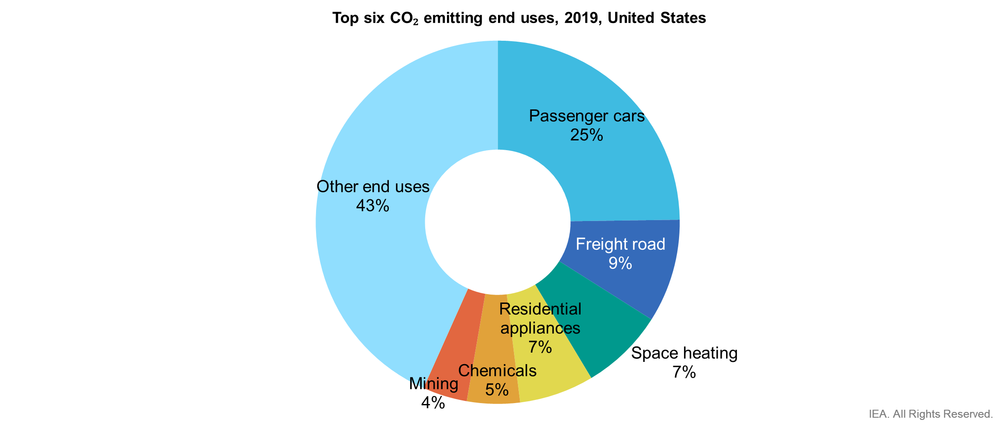 Top six CO₂ emitting end uses, 2019, United States
Passenger cars
25%
Other end uses
43%
Freight road
9%
Residential
appliances
7%
Space heating
7%
Chemicals
5%
Mining
4%
IEA. All Rights Reserved.